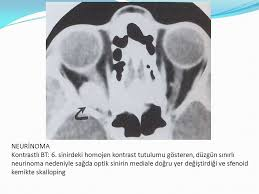 NEURİNOMA
Kontrastlı BT: 6. sinirdeki homojen kontrast tutulumu gösteren, düzgün sınırlı
neurinoma nedeniyle sağda optik sinirin mediale doğru yer değiştirdiği ve sfenoid
kemikte skalloping